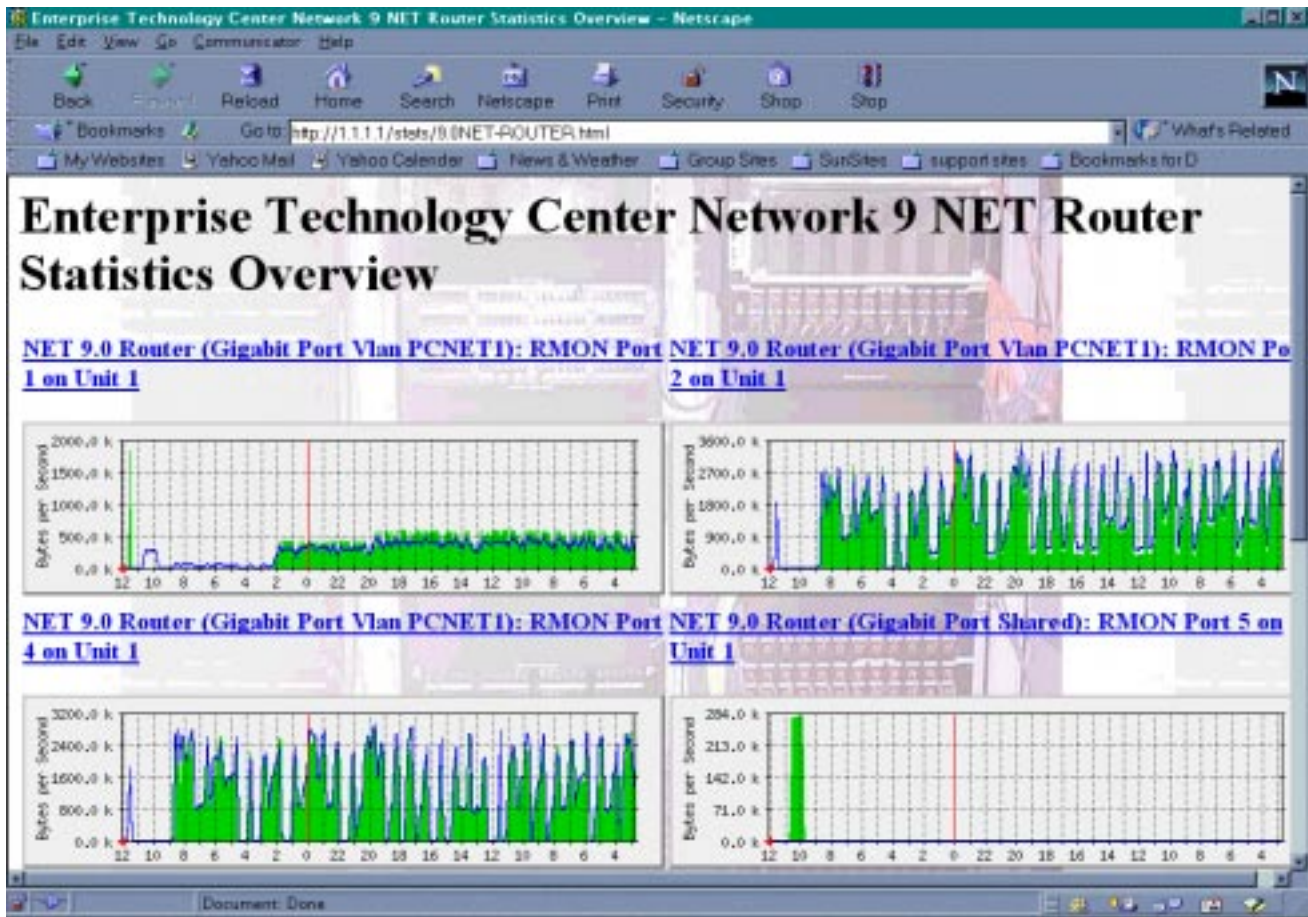 Enterprise Technology Center Network 9 NET Router Statistics Overview - Netscape
File Edit View Go Communicator Help
Back Forward Reload Home Search Netscape Print Security Shop Stop
N
Bookmarks Go to: http://1.1.1.1/stats/9.0NET-ROUTER.html What's Related
My Websites Yahoo Mail Yahoo Calendar News & Weather Group Sites SunSites support sites Bookmarks for D
Enterprise Technology Center Network 9 NET Router
Statistics Overview
NET 9.0 Router (Gigabit Port Vlan PCNET1): RMON Port
1 on Unit 1
NET 9.0 Router (Gigabit Port Vlan PCNET1): RMON Po
2 on Unit 1
Bytes per Second
2000.0 k
1500.0 k
1000.0 k
500.0 k
0.0 k
12 10 8 6 4 2 0 22 20 18 16 14 12 10 8 6 4
Bytes per Second
3600.0 k
2700.0 k
1800.0 k
900.0 k
0.0 k
12 10 8 6 4 2 0 22 20 18 16 14 12 10 8 6 4
NET 9.0 Router (Gigabit Port Vlan PCNET1): RMON Port
4 on Unit 1
NET 9.0 Router (Gigabit Port Shared): RMON Port 5 on
Unit 1
Bytes per Second
3200.0 k
2400.0 k
1600.0 k
800.0 k
0.0 k
12 10 8 6 4 2 0 22 20 18 16 14 12 10 8 6 4
Bytes per Second
284.0 k
213.0 k
142.0 k
71.0 k
0.0 k
12 10 8 6 4 2 0 22 20 18 16 14 12 10 8 6 4
Document: Done